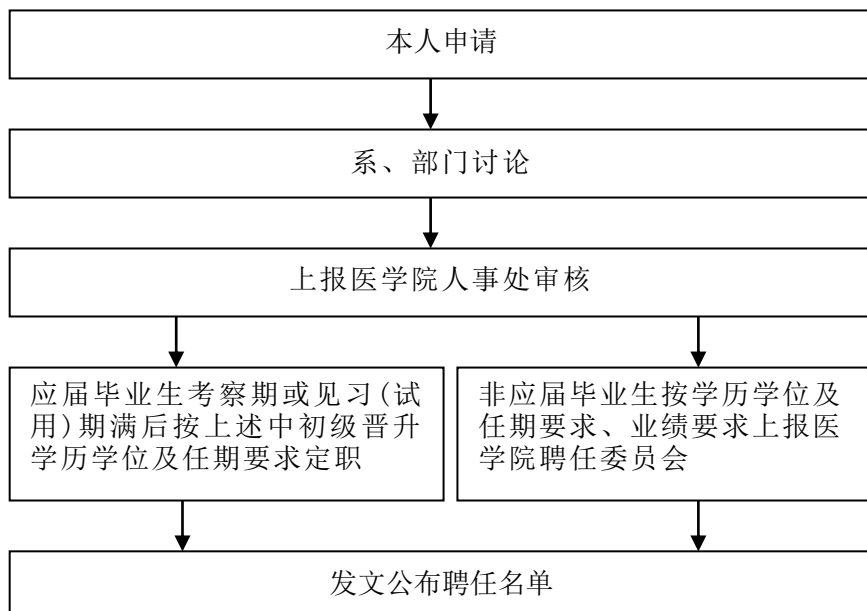 本人申请
系、部门讨论
上报医学院人事处审核
应届毕业生考察期或见习(试
用)期满后按上述中初级晋升
学历学位及任期要求定职
非应届毕业生按学历学位及
任期要求、业绩要求上报医
学院聘任委员会
发文公布聘任名单